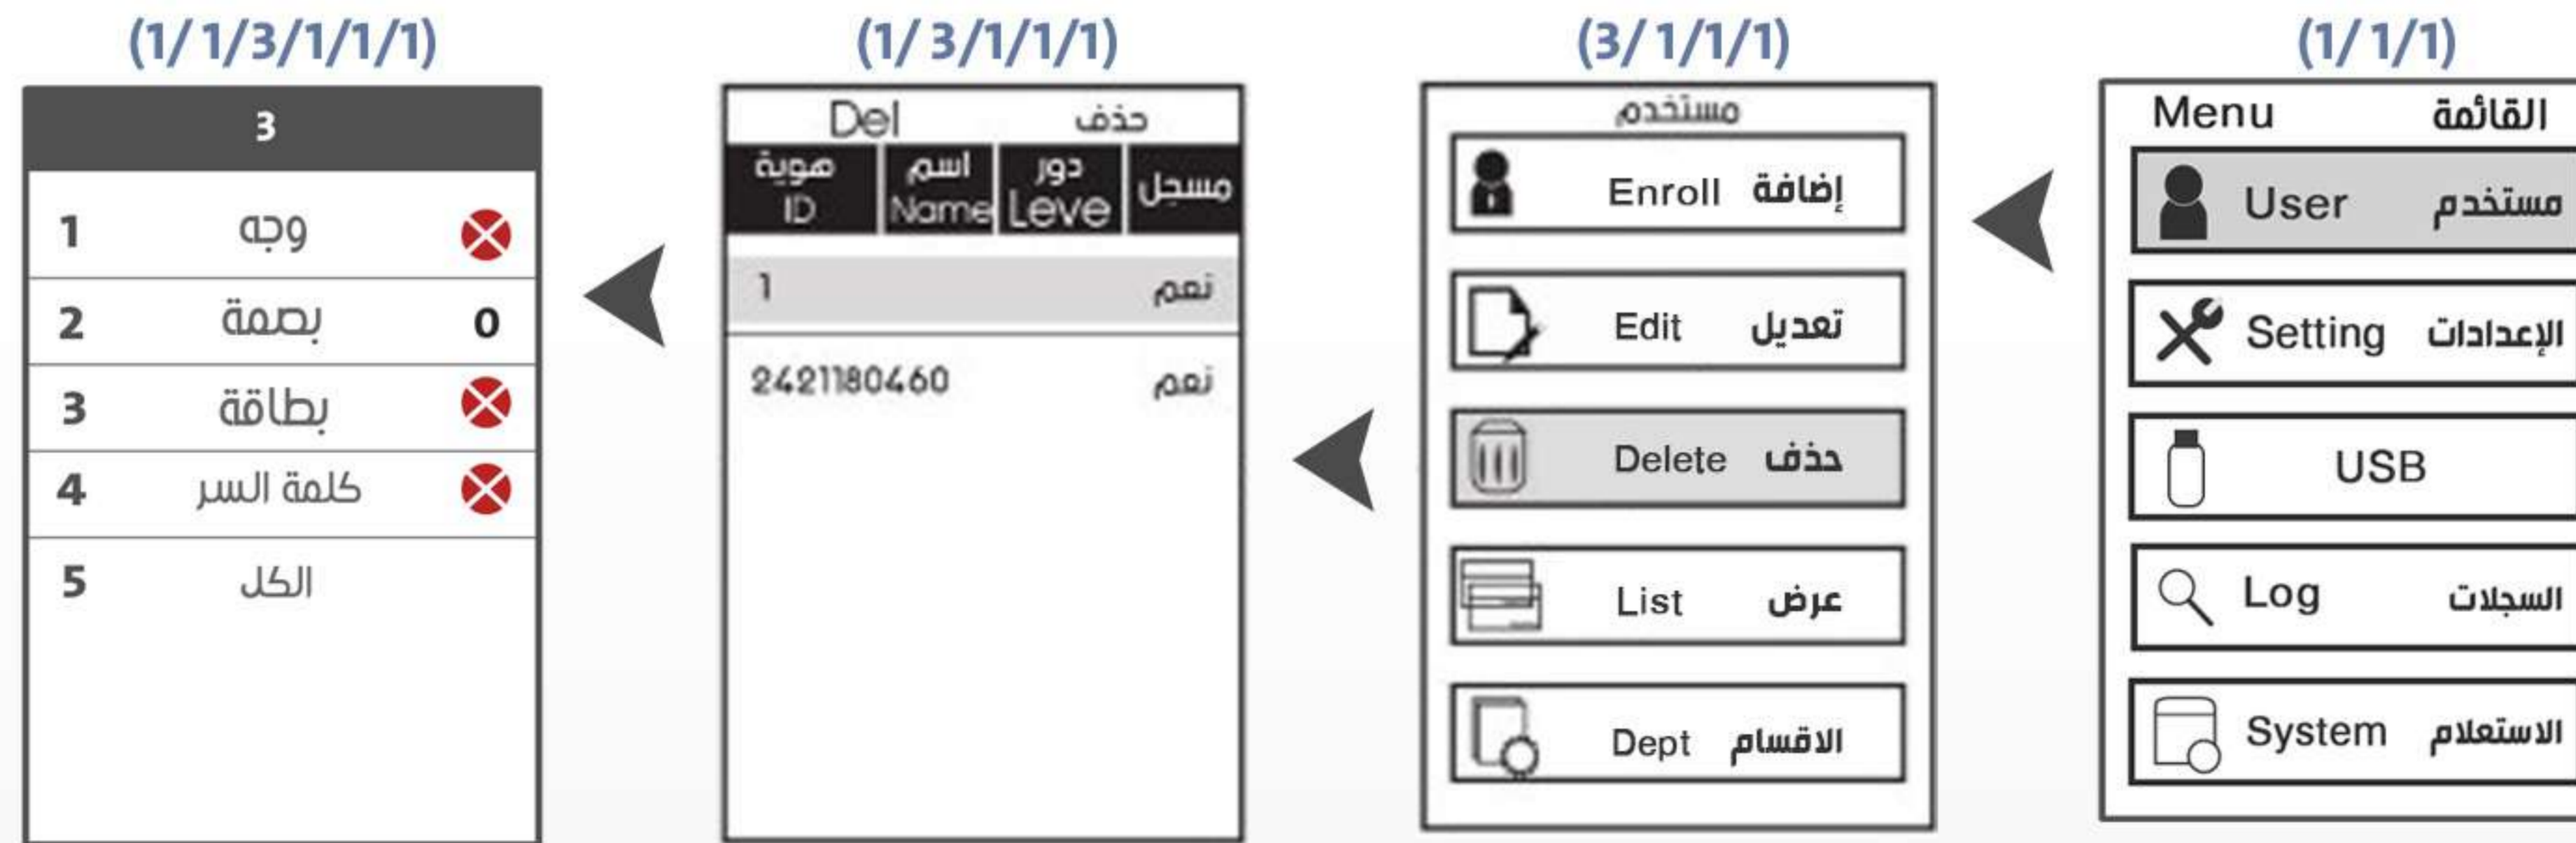 (1/1/1)
Menu القائمة
User مستخدم
Setting الإعدادات
USB
Log السجلات
System الاستعلام
(3/1/1/1)
مستخدم
Enroll إضافة
Edit تعديل
Delete حذف
List عرض
Dept الاقسام
(1/3/1/1/1)
Del حذف
هوية اسم دور مسجل
ID Name Leve
1 نعم
2421180460 نعم
(1/1/3/1/1/1)
3
1 وجه
2 بصمة 0
3 بطاقة
4 كلمة السر
5 الكل